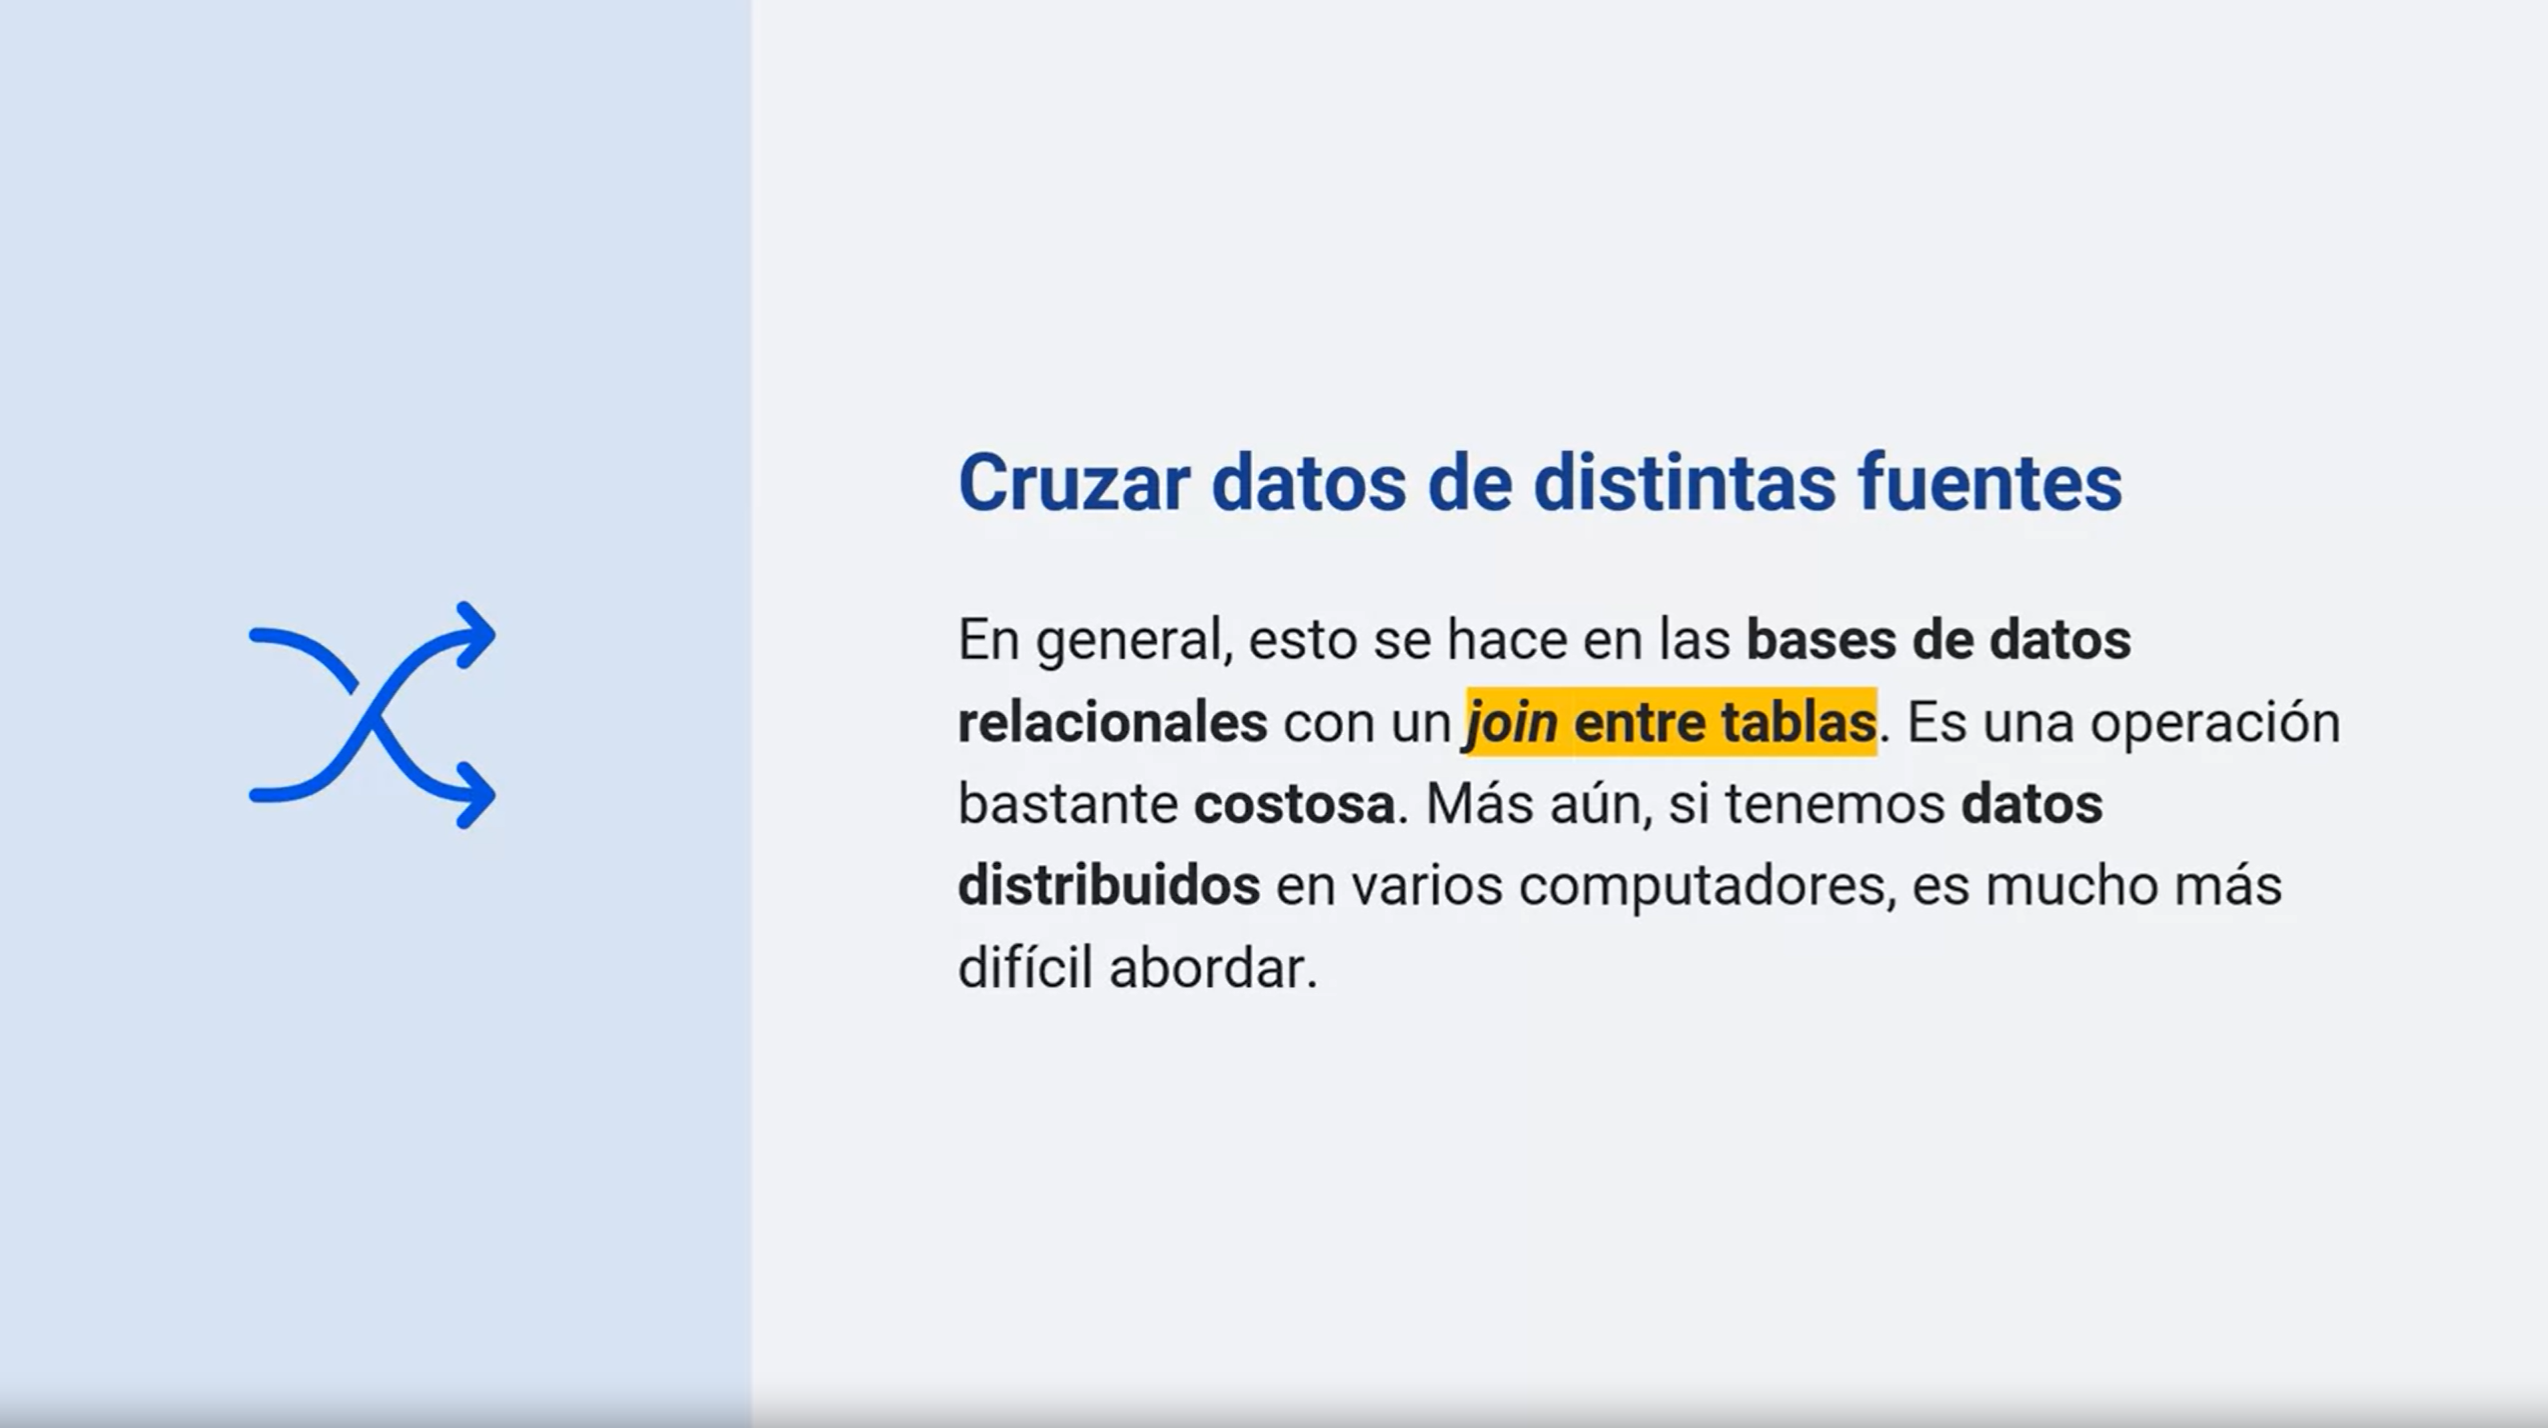 Cruzar datos de distintas fuentes
En general, esto se hace en las bases de datos
relacionales con un join entre tablas. Es una operación
bastante costosa. Más aún, si tenemos datos
distribuidos en varios computadores, es mucho más
difícil abordar.